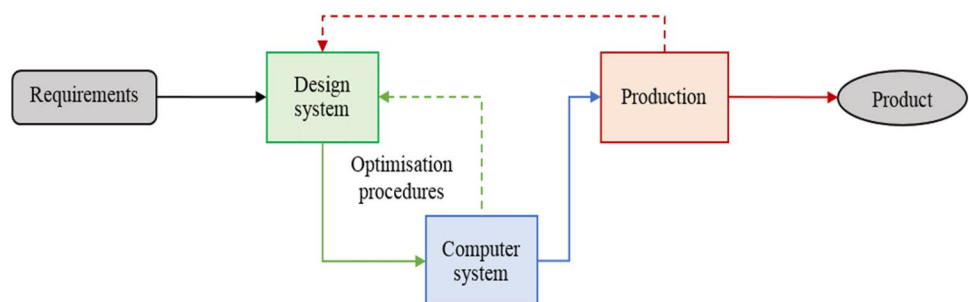 Requirements
Design
system
Production
Product
Optimisation
procedures
Computer
system